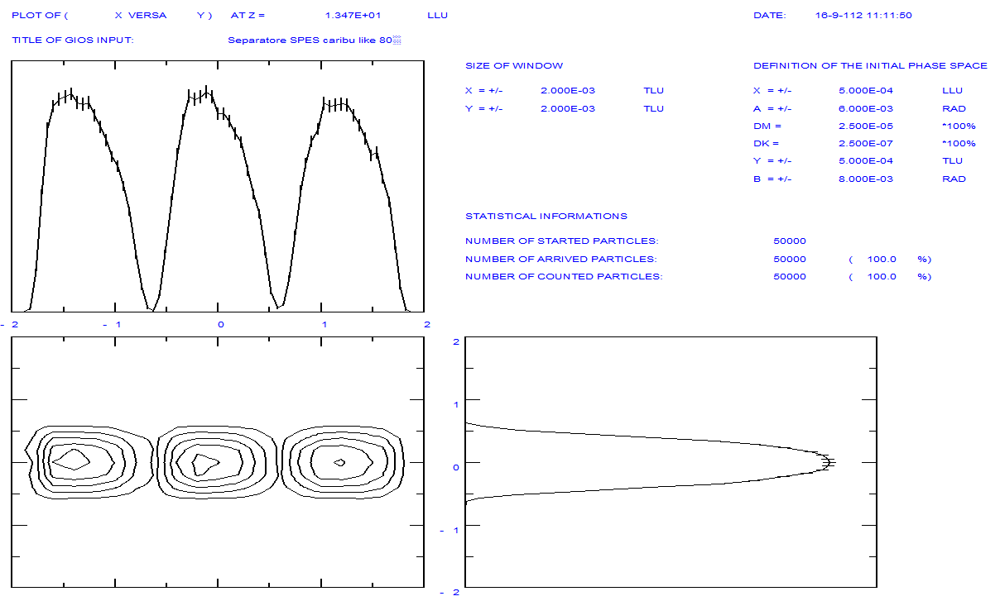 PLOT OF ( X VERSA Y ) AT Z = 1.347E+01 LLU DATE: 16-9-112 11:11:50
TITLE OF GIOS INPUT: Separatore SPES caribu like 80░
SIZE OF WINDOW
X = +/- 2.000E-03 TLU
Y = +/- 2.000E-03 TLU
DEFINITION OF THE INITIAL PHASE SPACE
X = +/- 5.000E-04 LLU
A = +/- 6.000E-03 RAD
DM = 2.500E-05 *100%
DK = 2.500E-07 *100%
Y = +/- 5.000E-04 TLU
B = +/- 8.000E-03 RAD
STATISTICAL INFORMATIONS
NUMBER OF STARTED PARTICLES: 50000
NUMBER OF ARRIVED PARTICLES: 50000 ( 100.0 %)
NUMBER OF COUNTED PARTICLES: 50000 ( 100.0 %)
- 2 - 1 0 1 2
2
1
0
- 1
- 2